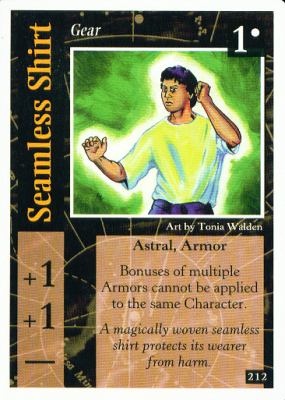 Seamless Shirt
Gear
1•
Art by Tonia Walden
Astral, Armor
Bonuses of multiple
Armors cannot be applied
to the same Character.
A magically woven seamless
shirt protects its wearer
from harm.
+1
+1
—
212